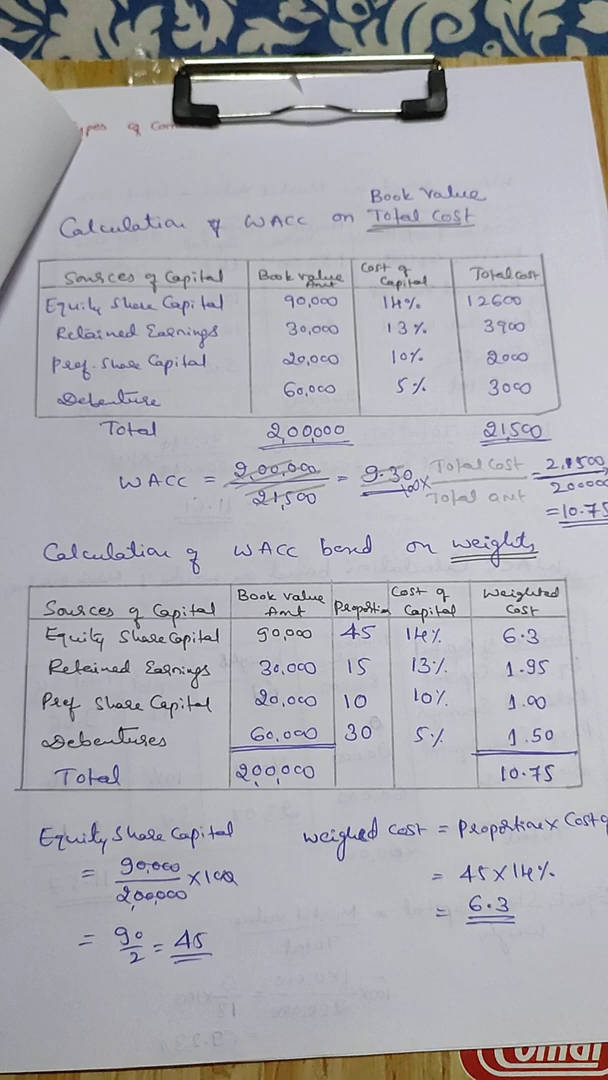 ypes of Com
Book value
Calculation of WACC on Total Cost
Sources of Capital Book value Amt Cost of Capital Total cost
Equity Share Capital 90,000 14% 12600
Retained Earnings 30,000 13% 3900
Pref. Share Capital 20,000 10% 2000
Debenture 60,000 5% 3000
Total 2,00,000 21,500
WACC = 2,00,000 / 21,500 = 9.30 100x Total Cost / Total amt = 2,1500 / 20000
= 10.75
Calculation of WACC based on weights
Sources of Capital Book value Amt Proportion Cost of Capital Weighted Cost
Equity Share Capital 90,000 45 14% 6.3
Retained Earnings 30,000 15 13% 1.95
Pref Share Capital 20,000 10 10% 1.00
Debentures 60,000 30 5% 1.50
Total 200,000 10.75
Equity Share Capital
= 90,000 / 200,000 x 100
= 90 / 2 = 45
Weighed Cost = Proportion x Cost
= 45 x 14%
= 6.3